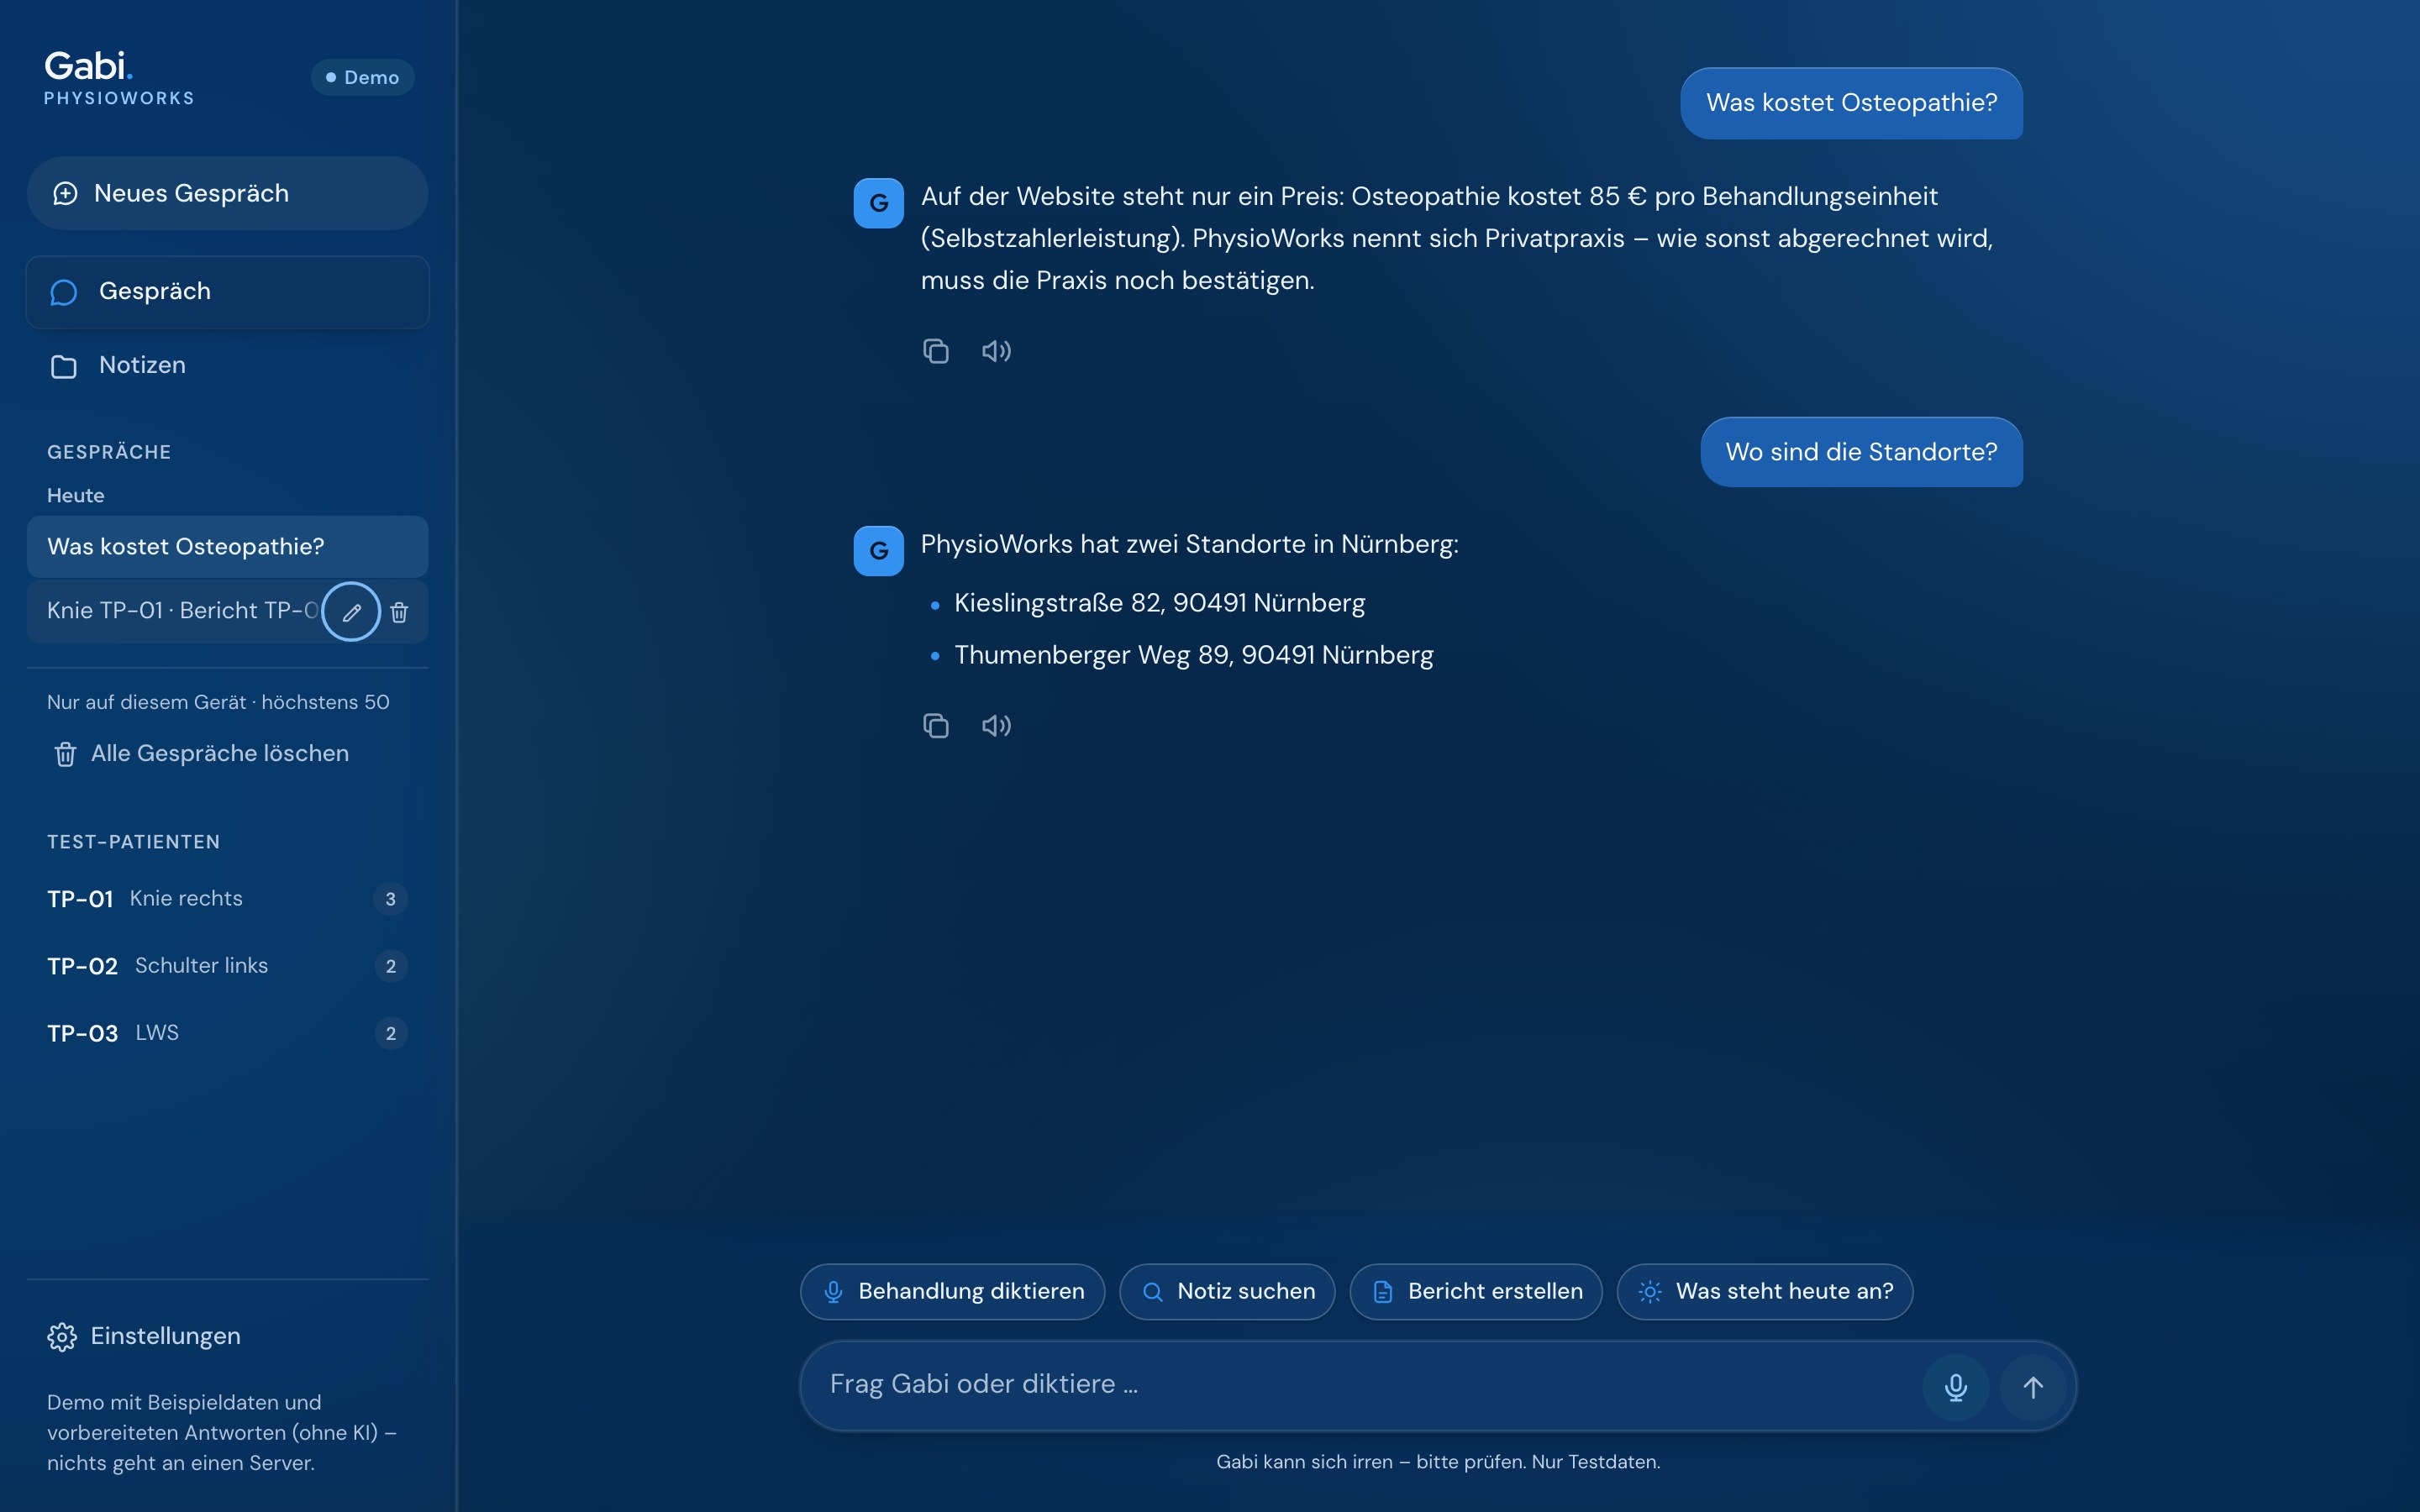 Gabi.
PHYSIOWORKS
Demo
Neues Gespräch
Gespräch
Notizen
GESPRÄCHE
Heute
Was kostet Osteopathie?
Knie TP-01 · Bericht TP-0
Nur auf diesem Gerät · höchstens 50
Alle Gespräche löschen
TEST-PATIENTEN
TP-01 Knie rechts 3
TP-02 Schulter links 2
TP-03 LWS 2
Einstellungen
Demo mit Beispieldaten und
vorbereiteten Antworten (ohne KI) –
nichts geht an einen Server.
Was kostet Osteopathie?
G
Auf der Website steht nur ein Preis: Osteopathie kostet 85 € pro Behandlungseinheit
(Selbstzahlerleistung). PhysioWorks nennt sich Privatpraxis – wie sonst abgerechnet wird,
muss die Praxis noch bestätigen.
Wo sind die Standorte?
G
PhysioWorks hat zwei Standorte in Nürnberg:
• Kieslingstraße 82, 90491 Nürnberg
• Thumenberger Weg 89, 90491 Nürnberg
Behandlung diktieren
Notiz suchen
Bericht erstellen
Was steht heute an?
Frag Gabi oder diktiere ...
Gabi kann sich irren – bitte prüfen. Nur Testdaten.